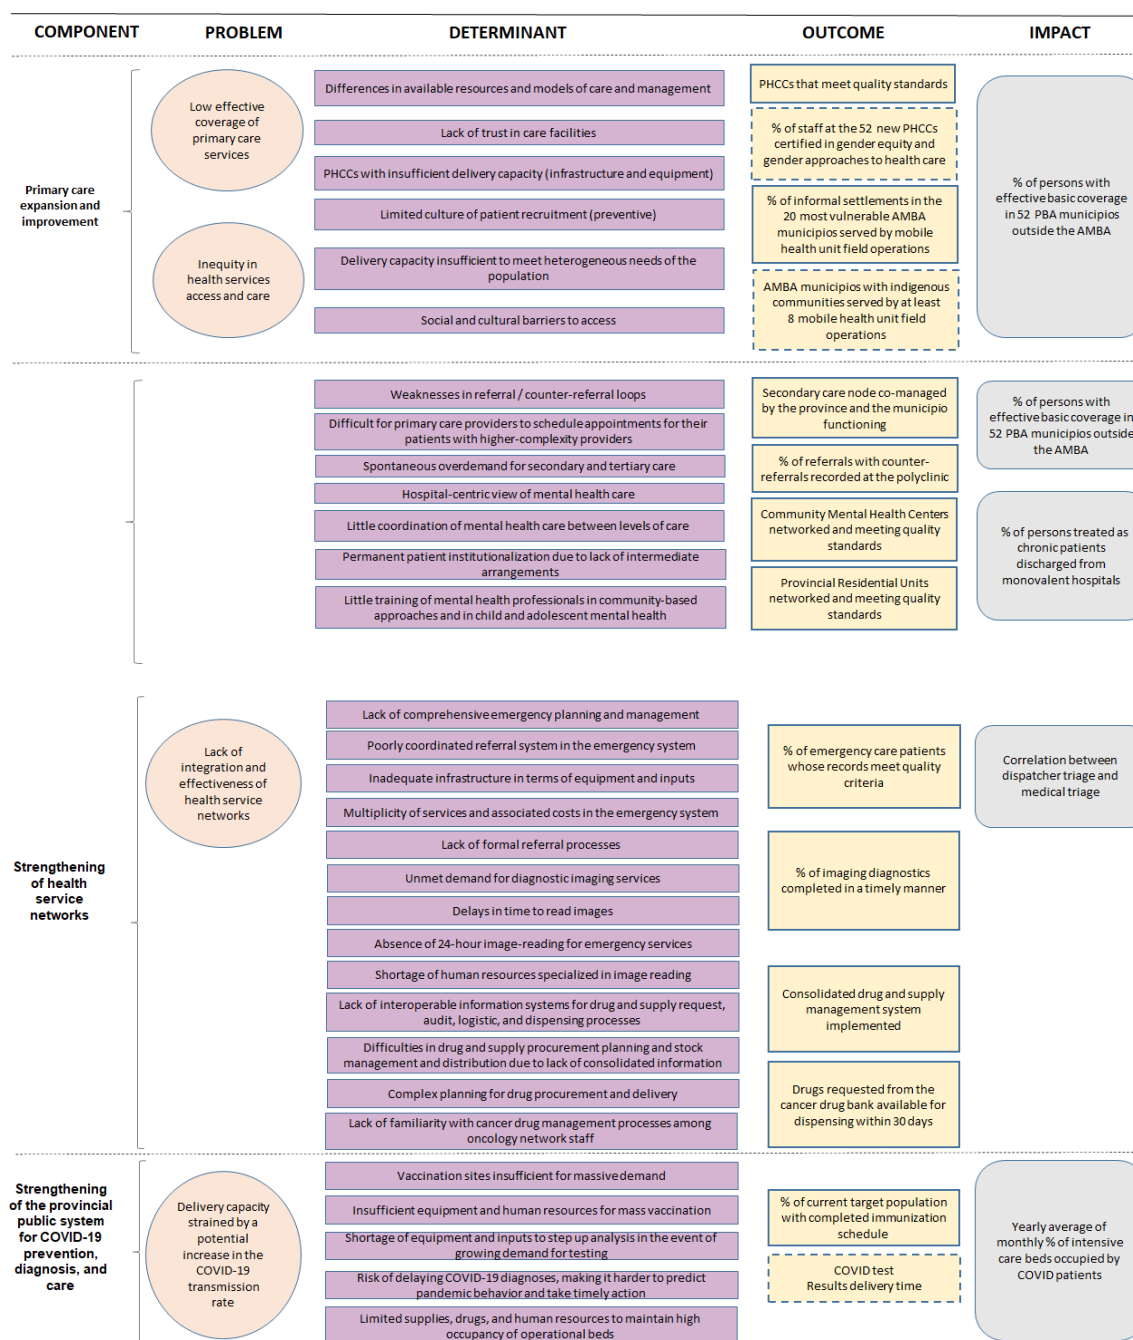 COMPONENT
PROBLEM
DETERMINANT
OUTCOME
IMPACT
Primary care
expansion and
improvement
Low effective
coverage of
primary care
services
Inequity in
health services
access and care
Differences in available resources and models of care and management
Lack of trust in care facilities
PHCCs with insufficient delivery capacity (infrastructure and equipment)
Limited culture of patient recruitment (preventive)
Delivery capacity insufficient to meet heterogeneous needs of the
population
Social and cultural barriers to access
PHCCs that meet quality standards
% of staff at the 52 new PHCCs
certified in gender equity and
gender approaches to health care
% of informal settlements in the
20 most vulnerable AMBA
municipios served by mobile
health unit field operations
AMBA municipios with indigenous
communities served by at least
8 mobile health unit field
operations
% of persons with
effective basic coverage
in 52 PBA municipios
outside the AMBA
Weaknesses in referral / counter-referral loops
Difficult for primary care providers to schedule appointments for their
patients with higher-complexity providers
Spontaneous overdemand for secondary and tertiary care
Hospital-centric view of mental health care
Little coordination of mental health care between levels of care
Permanent patient institutionalization due to lack of intermediate
arrangements
Little training of mental health professionals in community-based
approaches and in child and adolescent mental health
Secondary care node co-managed
by the province and the municipio
functioning
% of referrals with counter-
referrals recorded at the polyclinic
Community Mental Health Centers
networked and meeting quality
standards
Provincial Residential Units
networked and meeting quality
standards
% of persons with
effective basic coverage in
52 PBA municipios outside
the AMBA
% of persons treated as
chronic patients
discharged from
monovalent hospitals
Strengthening
of health
service
networks
Lack of
integration and
effectiveness of
health service
networks
Lack of comprehensive emergency planning and management
Poorly coordinated referral system in the emergency system
Inadequate infrastructure in terms of equipment and inputs
Multiplicity of services and associated costs in the emergency system
Lack of formal referral processes
Unmet demand for diagnostic imaging services
Delays in time to read images
Absence of 24-hour image-reading for emergency services
Shortage of human resources specialized in image reading
Lack of interoperable information systems for drug and supply request,
audit, logistic, and dispensing processes
Difficulties in drug and supply procurement planning and stock
management and distribution due to lack of consolidated information
Complex planning for drug procurement and delivery
Lack of familiarity with cancer drug management processes among
oncology network staff
% of emergency care patients
whose records meet quality
criteria
% of imaging diagnostics
completed in a timely manner
Consolidated drug and supply
management system
implemented
Drugs requested from the
cancer drug bank available for
dispensing within 30 days
Correlation between
dispatcher triage and
medical triage
Strengthening
of the provincial
public system
for COVID-19
prevention,
diagnosis, and
care
Delivery capacity
strained by a
potential
increase in the
COVID-19
transmission
rate
Vaccination sites insufficient for massive demand
Insufficient equipment and human resources for mass vaccination
Shortage of equipment and inputs to step up analysis in the event of
growing demand for testing
Risk of delaying COVID-19 diagnoses, making it harder to predict
pandemic behavior and take timely action
Limited supplies, drugs, and human resources to maintain high
occupancy of operational beds
% of current target population
with completed immunization
schedule
COVID test
Results delivery time
Yearly average of
monthly % of intensive
care beds occupied by
COVID patients